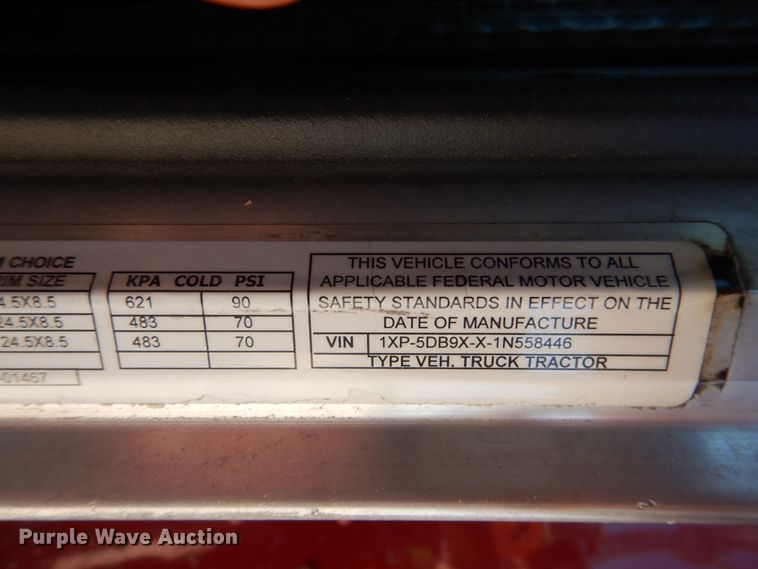 CHOICE
KPA COLD PSI
THIS VEHICLE CONFORMS TO ALL
RIM SIZE
APPLICABLE FEDERAL MOTOR VEHICLE
4.5X8.5
621
90
SAFETY STANDARDS IN EFFECT ON THE
24.5X8.5
483
70
DATE OF MANUFACTURE
24.5X8.5
483
70
VIN
1XP-5DB9X-X-1N558446
-01467
TYPE VEH. TRUCK TRACTOR
Purple Wave Auction